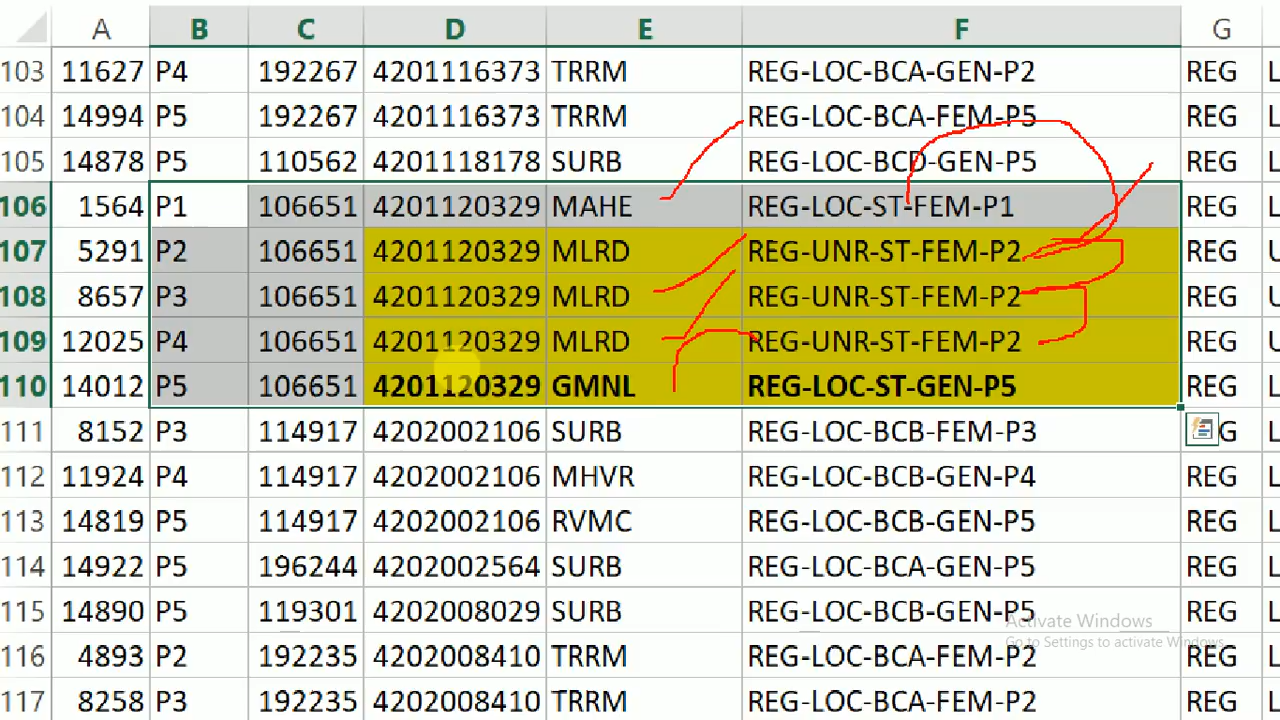 A B C D E F G
103 11627 P4 192267 4201116373 TRRM REG-LOC-BCA-GEN-P2 REG L
104 14994 P5 192267 4201116373 TRRM REG-LOC-BCA-FEM-P5 REG L
105 14878 P5 110562 4201118178 SURB REG-LOC-BCD-GEN-P5 REG L
106 1564 P1 106651 4201120329 MAHE REG-LOC-ST-FEM-P1 REG L
107 5291 P2 106651 4201120329 MLRD REG-UNR-ST-FEM-P2 REG U
108 8657 P3 106651 4201120329 MLRD REG-UNR-ST-FEM-P2 REG U
109 12025 P4 106651 4201120329 MLRD REG-UNR-ST-FEM-P2 REG U
110 14012 P5 106651 4201120329 GMNL REG-LOC-ST-GEN-P5 REG L
111 8152 P3 114917 4202002106 SURB REG-LOC-BCB-FEM-P3 G L
112 11924 P4 114917 4202002106 MHVR REG-LOC-BCB-GEN-P4 REG L
113 14819 P5 114917 4202002106 RVMC REG-LOC-BCB-GEN-P5 REG L
114 14922 P5 196244 4202002564 SURB REG-LOC-BCA-GEN-P5 REG L
115 14890 P5 119301 4202008029 SURB REG-LOC-BCB-GEN-P5 REG L
Activate Windows
Go to Settings to activate Windows.
116 4893 P2 192235 4202008410 TRRM REG-LOC-BCA-FEM-P2 REG L
117 8258 P3 192235 4202008410 TRRM REG-LOC-BCA-FEM-P2 REG L